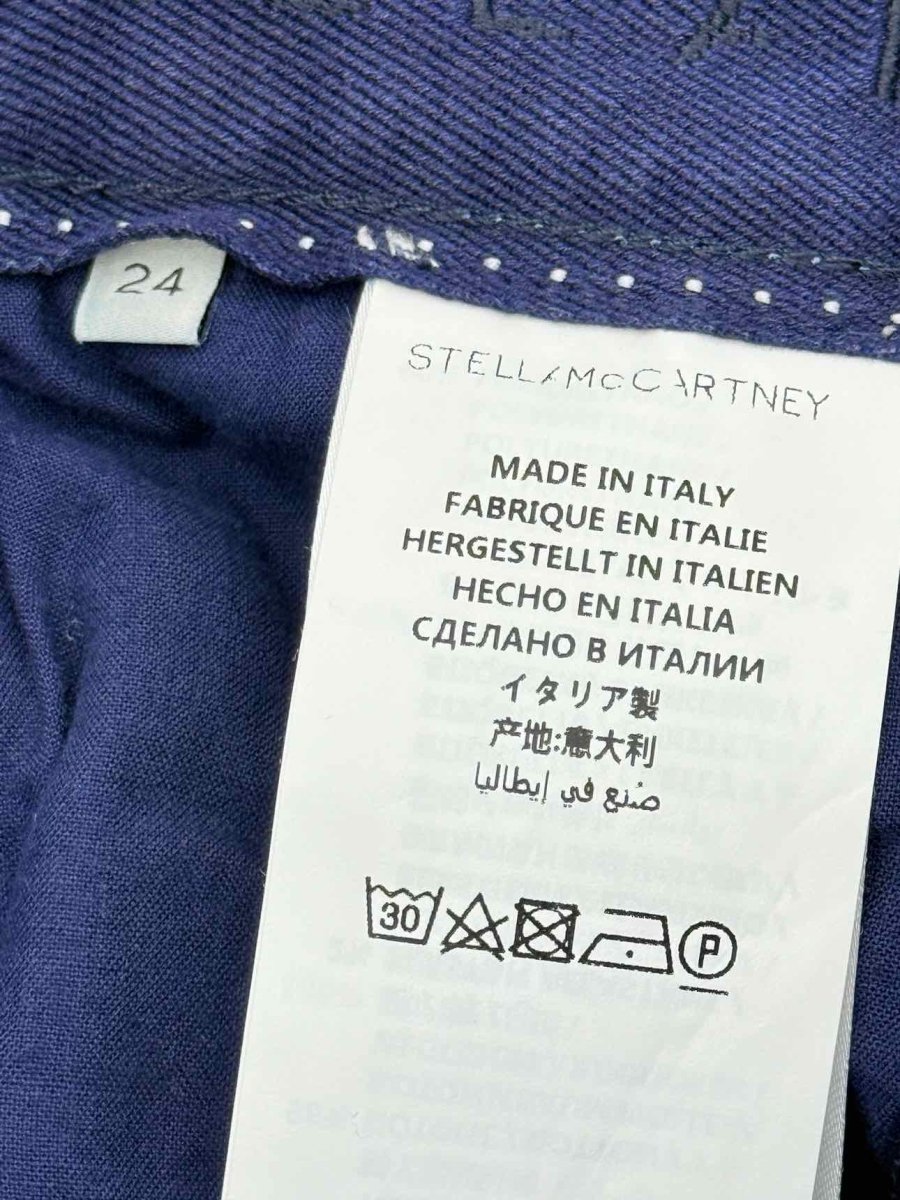 24
STELLA McCARTNEY
MADE IN ITALY
FABRIQUE EN ITALIE
HERGESTELLT IN ITALIEN
HECHO EN ITALIA
СДЕЛАНО В ИТАЛИИ
イタリア製
产地:意大利
صُنع في إيطاليا
30
P